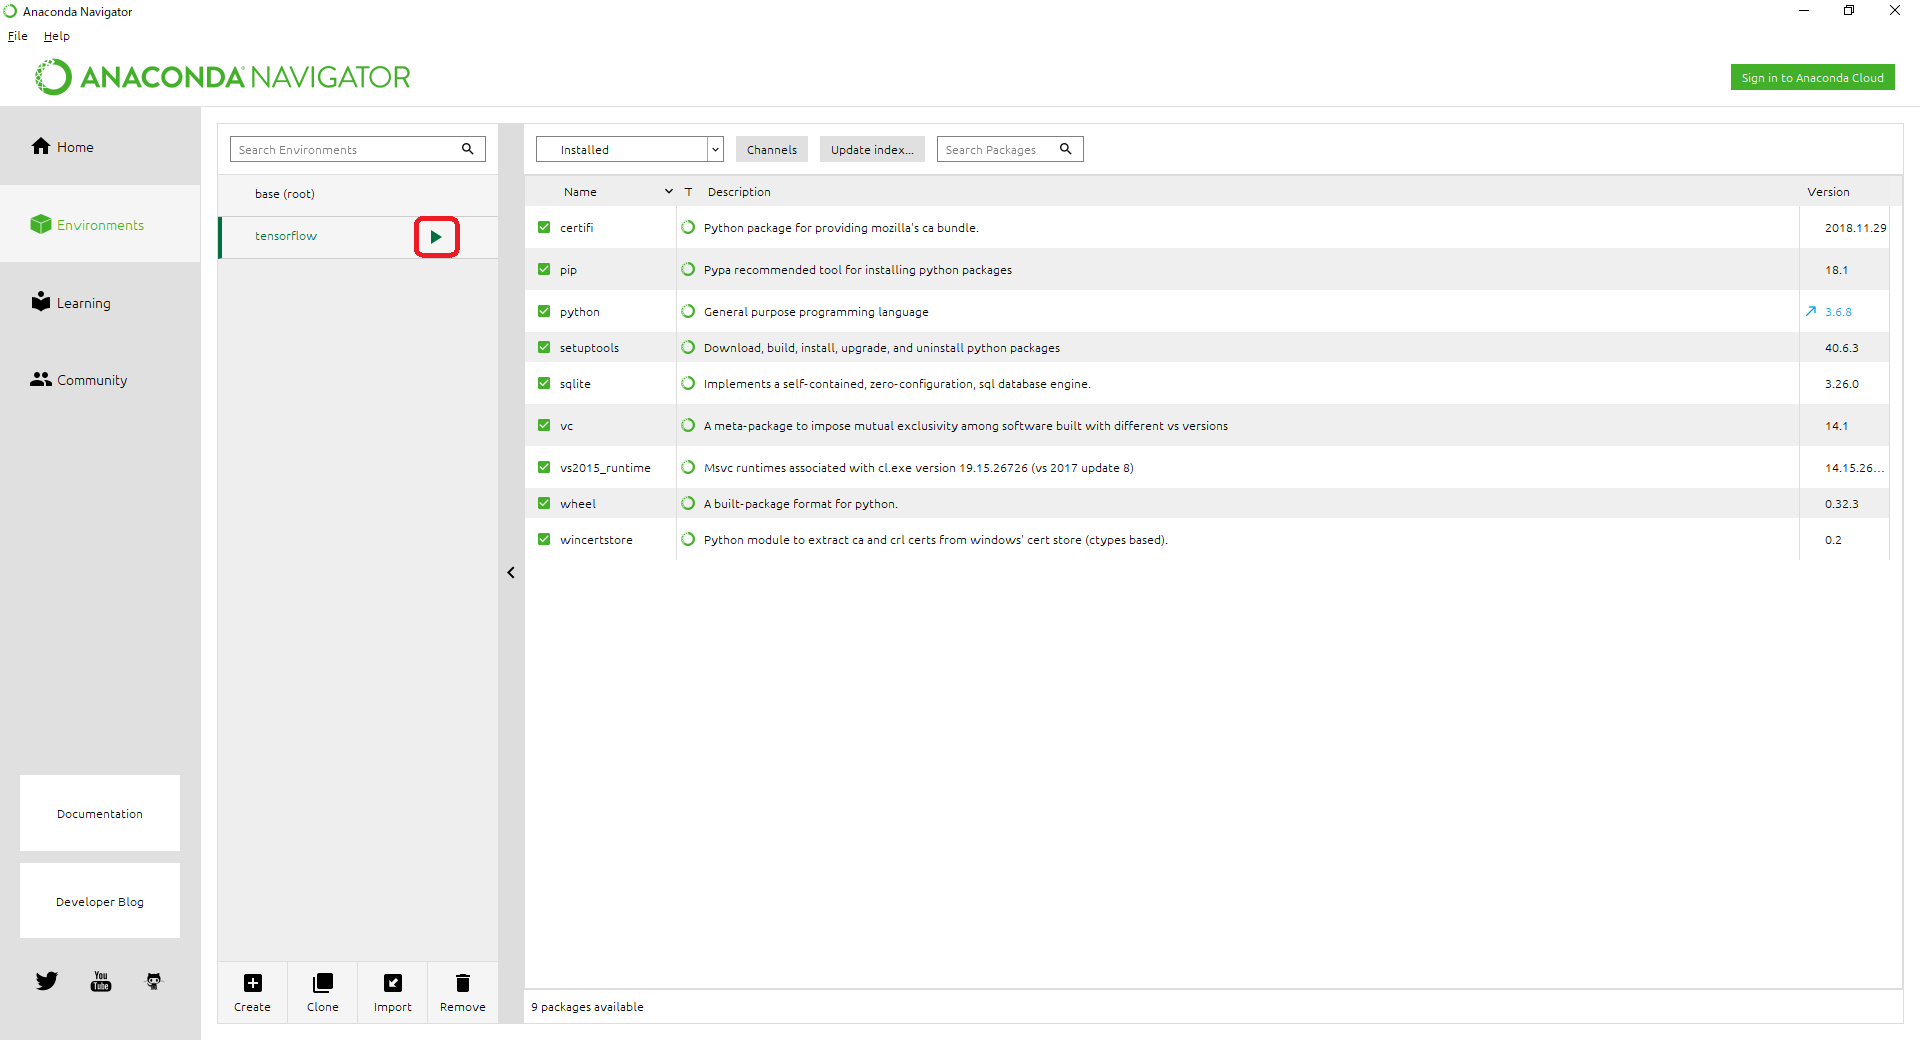 Anaconda Navigator
File Help
ANACONDA NAVIGATOR
Sign in to Anaconda Cloud
Home
Environments
Learning
Community
Documentation
Developer Blog
You
Tube
Search Environments
base (root)
tensorflow
Create Clone Import Remove
Installed Channels Update index... Search Packages
Name T Description Version
certifi Python package for providing mozilla's ca bundle. 2018.11.29
pip Pypa recommended tool for installing python packages 18.1
python General purpose programming language 3.6.8
setuptools Download, build, install, upgrade, and uninstall python packages 40.6.3
sqlite Implements a self-contained, zero-configuration, sql database engine. 3.26.0
vc A meta-package to impose mutual exclusivity among software built with different vs versions 14.1
vs2015_runtime Msvc runtimes associated with cl.exe version 19.15.26726 (vs 2017 update 8) 14.15.26...
wheel A built-package format for python. 0.32.3
wincertstore Python module to extract ca and crl certs from windows' cert store (ctypes based). 0.2
9 packages available